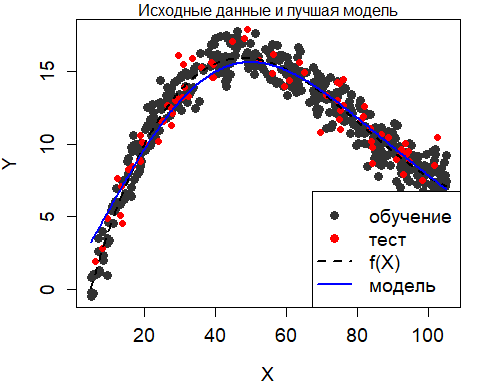 Исходные данные и лучшая модель
Y
15
10
5
0
обучение
тест
f(X)
модель
20 40 60 80 100
X